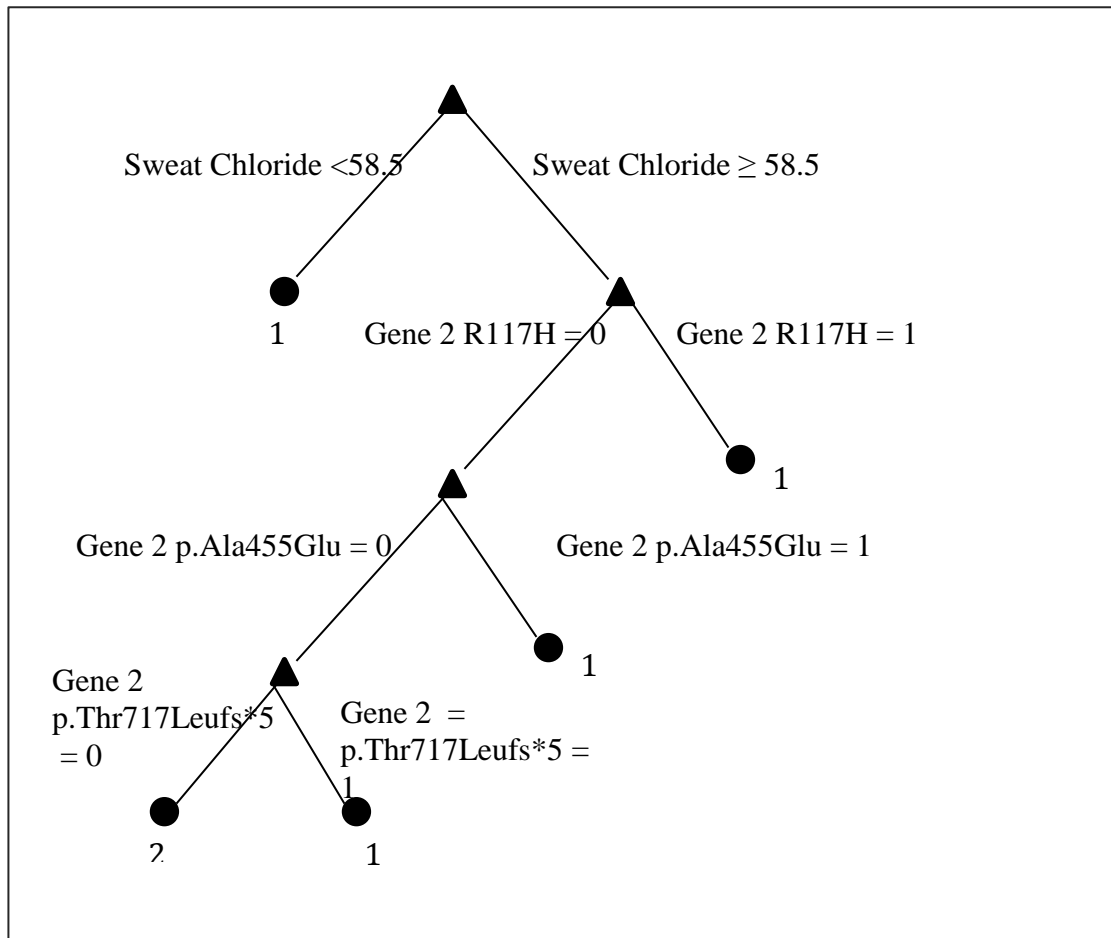 Sweat Chloride <58.5
Sweat Chloride ≥ 58.5
1
Gene 2 R117H = 0
Gene 2 R117H = 1
1
Gene 2 p.Ala455Glu = 0
Gene 2 p.Ala455Glu = 1
1
Gene 2
p.Thr717Leufs*5
= 0
Gene 2 =
p.Thr717Leufs*5 =
1
2
1